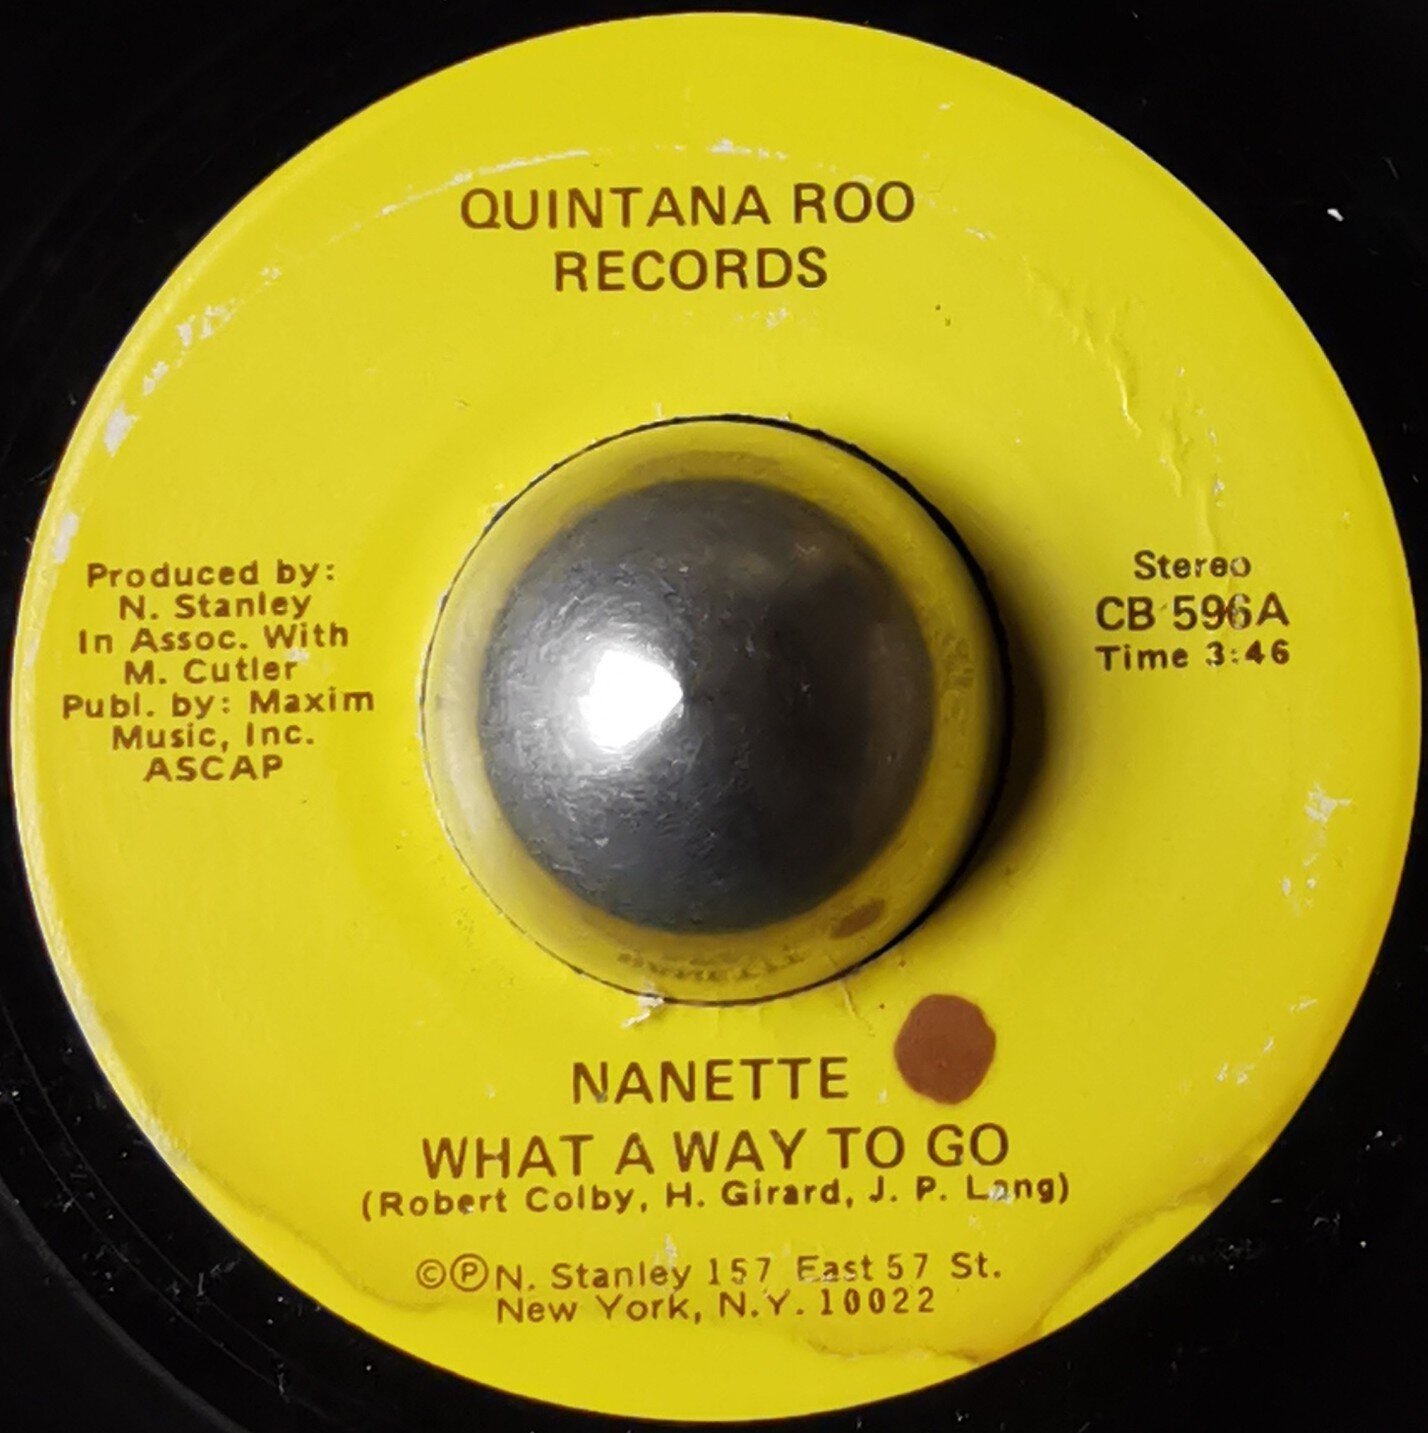 QUINTANA ROO
RECORDS
Produced by:
N. Stanley
In Assoc. With
M. Cutler
Publ. by: Maxim
Music, Inc.
ASCAP
Stereo
CB 596A
Time 3:46
NANETTE
WHAT A WAY TO GO
(Robert Colby, H. Girard, J. P. Lang)
©℗N. Stanley 157 East 57 St.
New York, N.Y. 10022